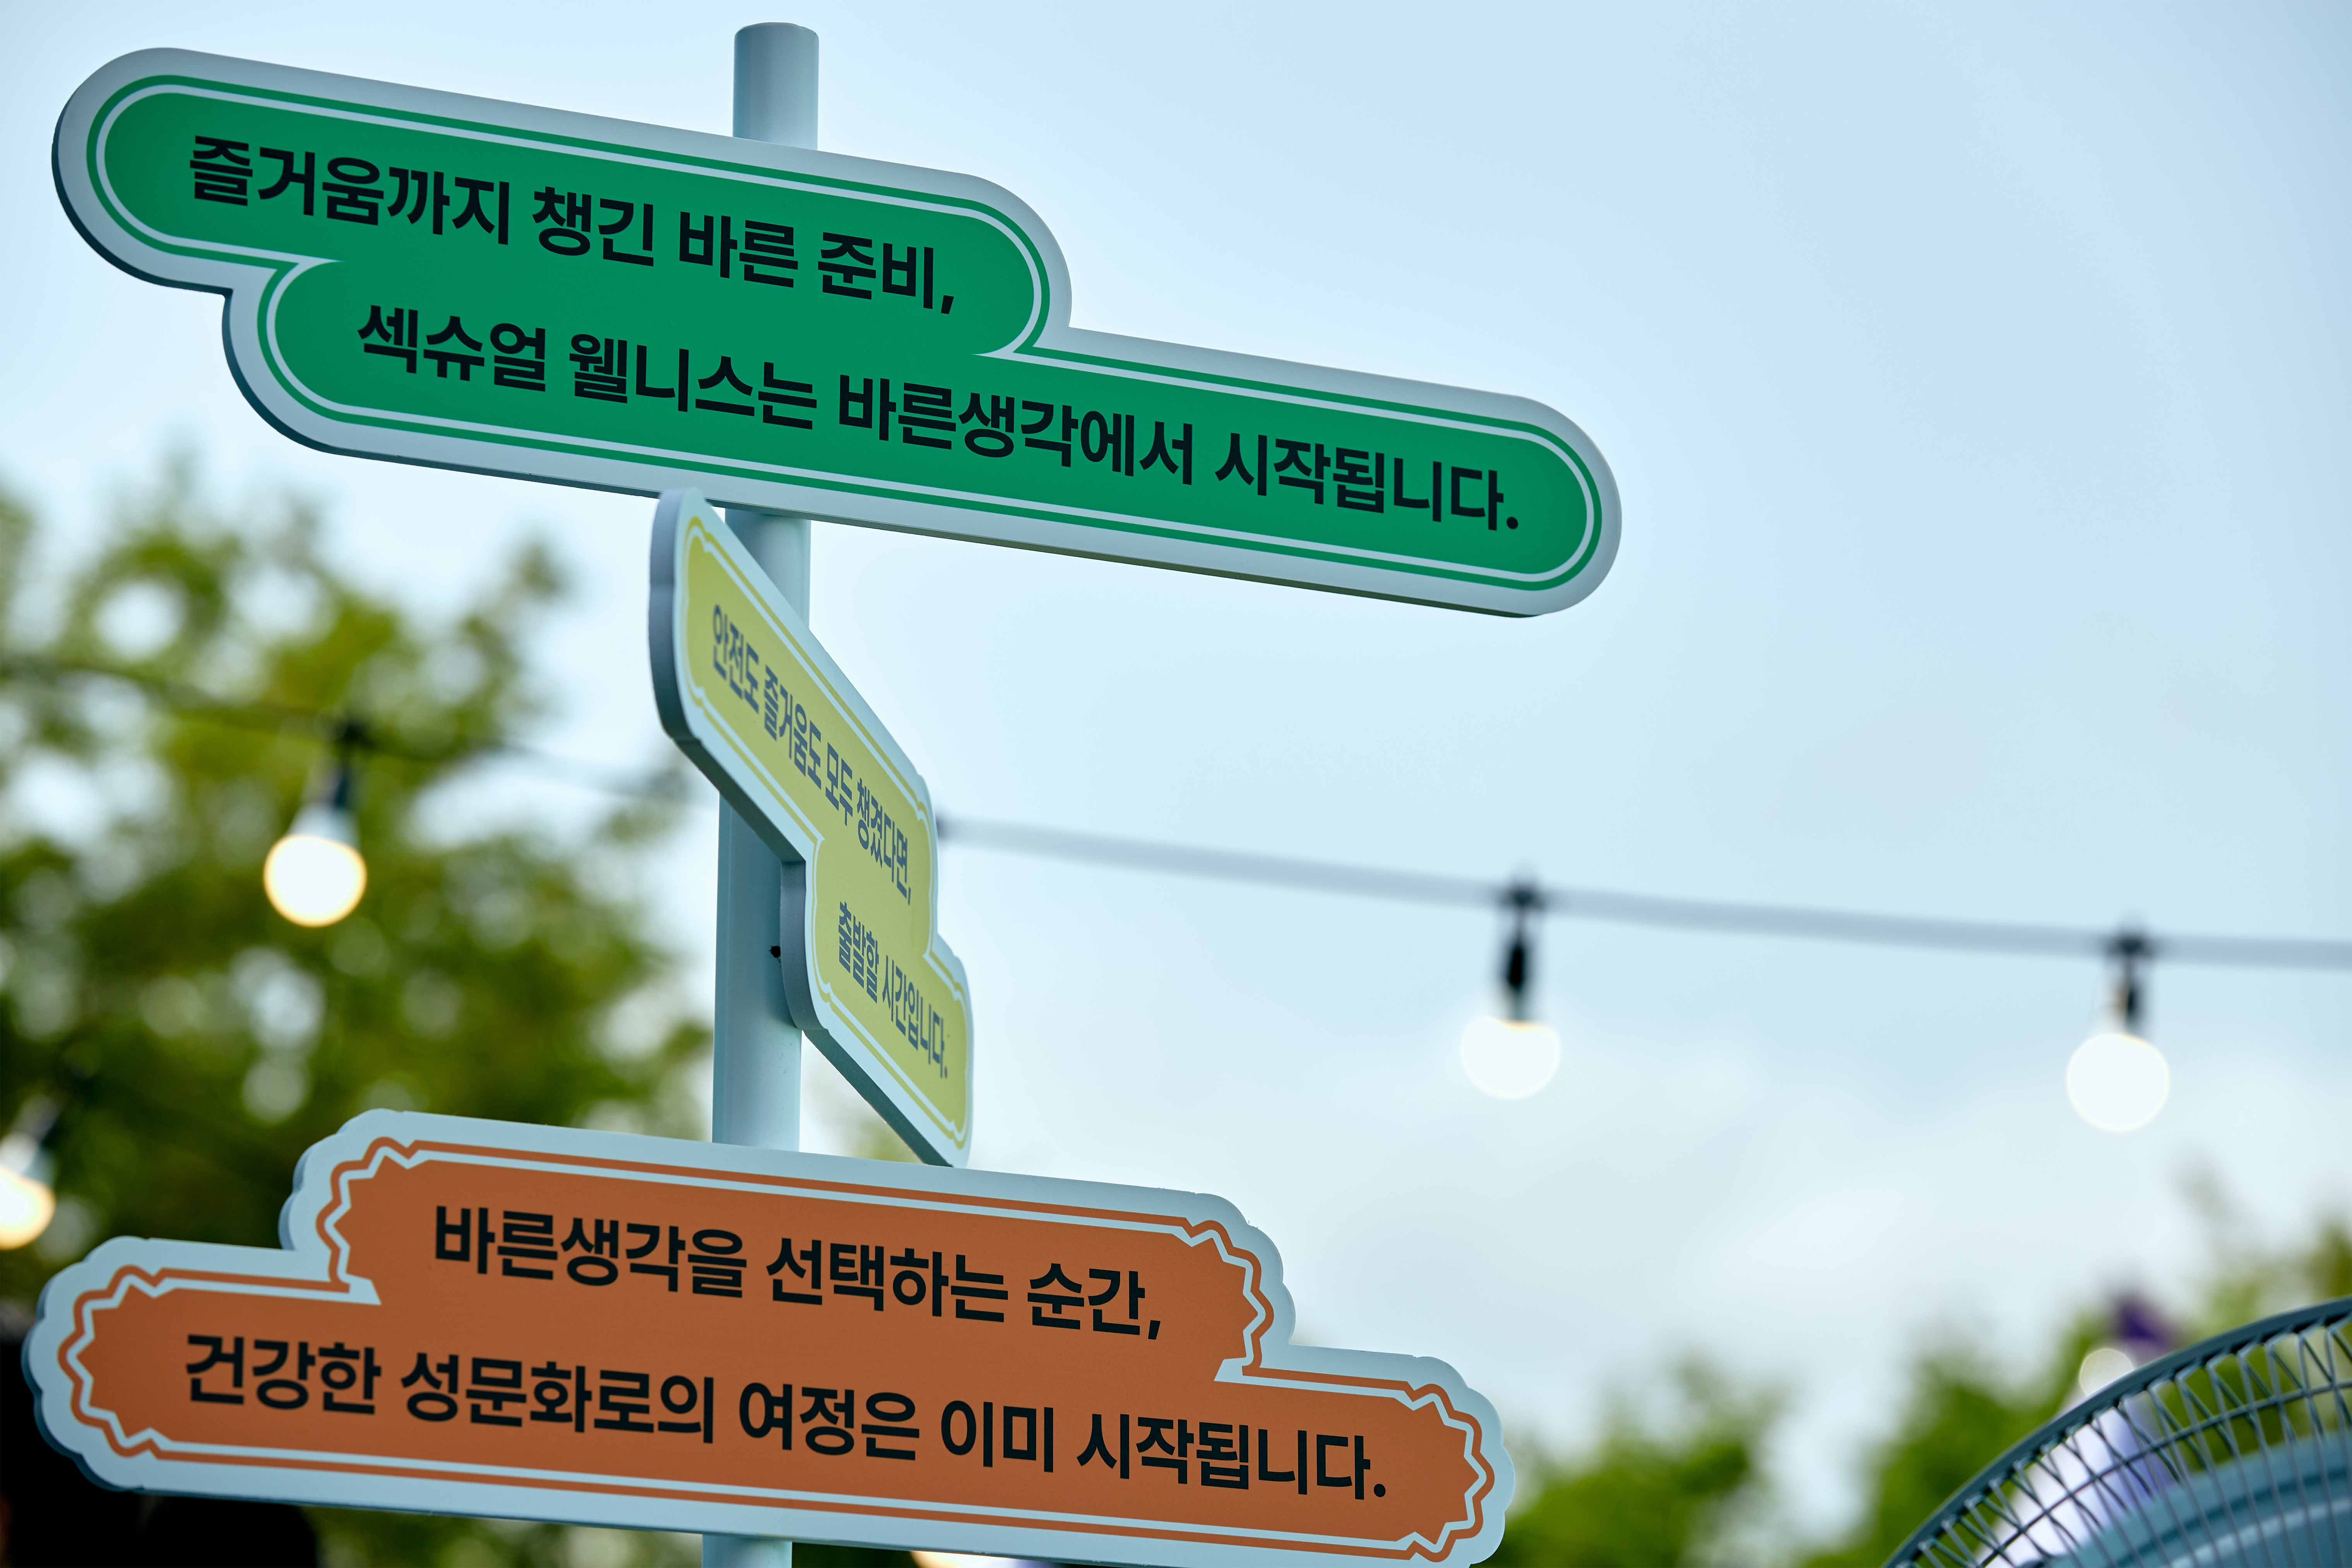 즐거움까지 챙긴 바른 준비,
섹슈얼 웰니스는 바른생각에서 시작됩니다.
안전도 즐거움도 모두 챙겼다면,
출발할 시간입니다.
바른생각을 선택하는 순간,
건강한 성문화로의 여정은 이미 시작됩니다.